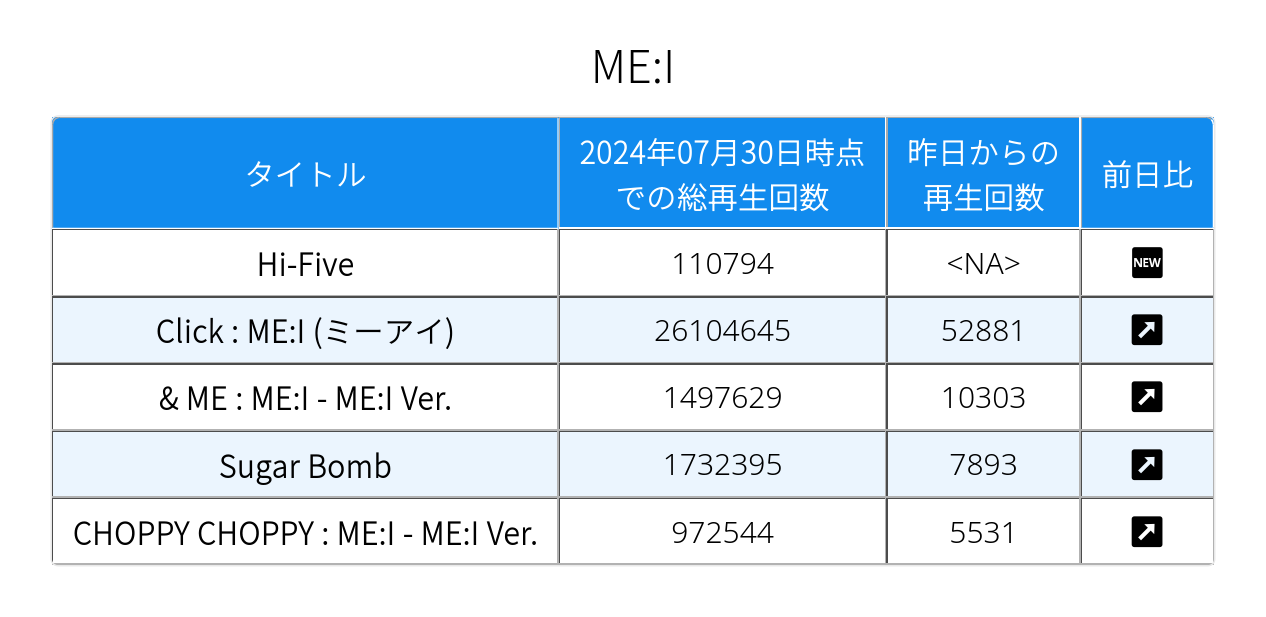 ME:I
タイトル
2024年07月30日時点
での総再生回数
昨日からの
再生回数
前日比
Hi-Five 110794 <NA> NEW
Click : ME:I (ミーアイ) 26104645 52881
& ME : ME:I - ME:I Ver. 1497629 10303
Sugar Bomb 1732395 7893
CHOPPY CHOPPY : ME:I - ME:I Ver. 972544 5531